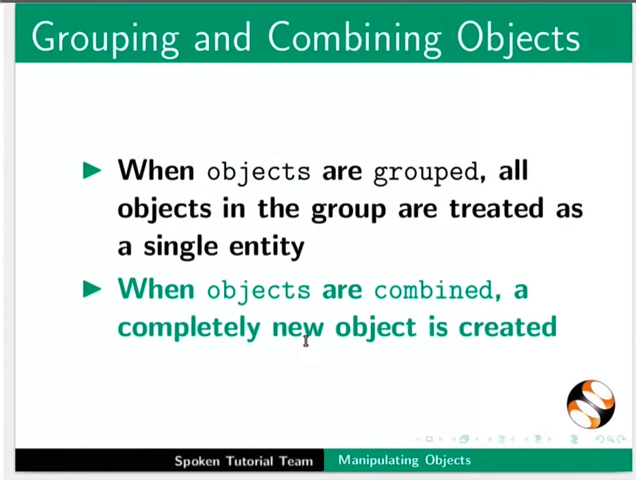 Grouping and Combining Objects
When objects are grouped, all
objects in the group are treated as
a single entity
When objects are combined, a
completely new object is created
Spoken Tutorial Team
Manipulating Objects